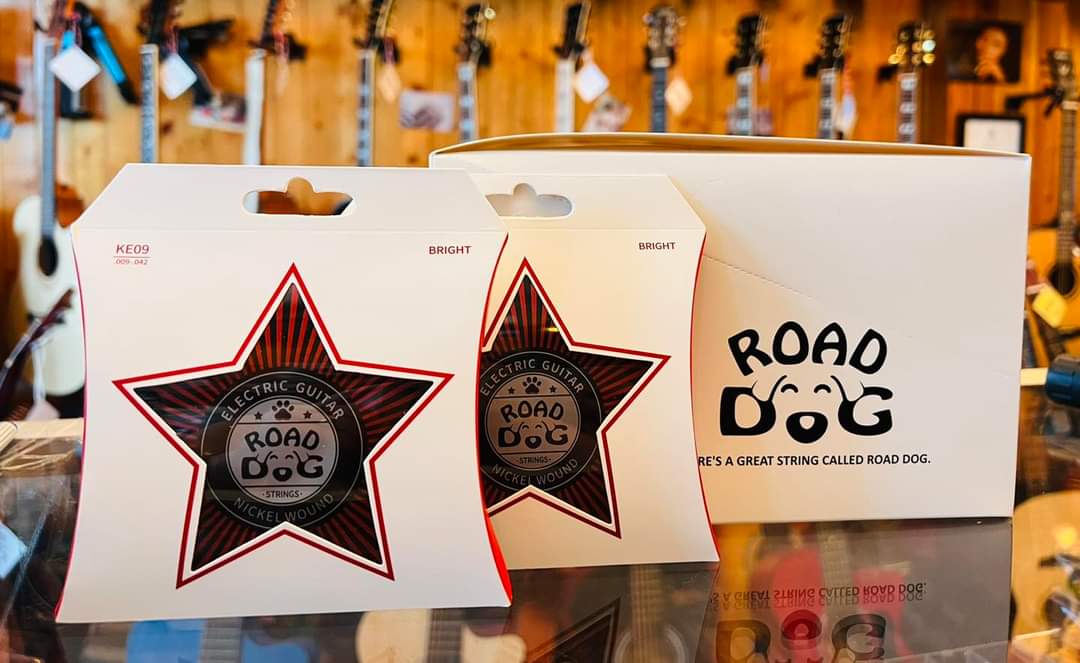 KE09
.009-.042
BRIGHT
ELECTRIC GUITAR
ROAD
DOG
·STRINGS·
NICKEL WOUND
BRIGHT
ELECTRIC GUITAR
ROAD
DOG
·STRINGS·
NICKEL WOUND
ROAD
DOG
RE'S A GREAT STRING CALLED ROAD DOG.